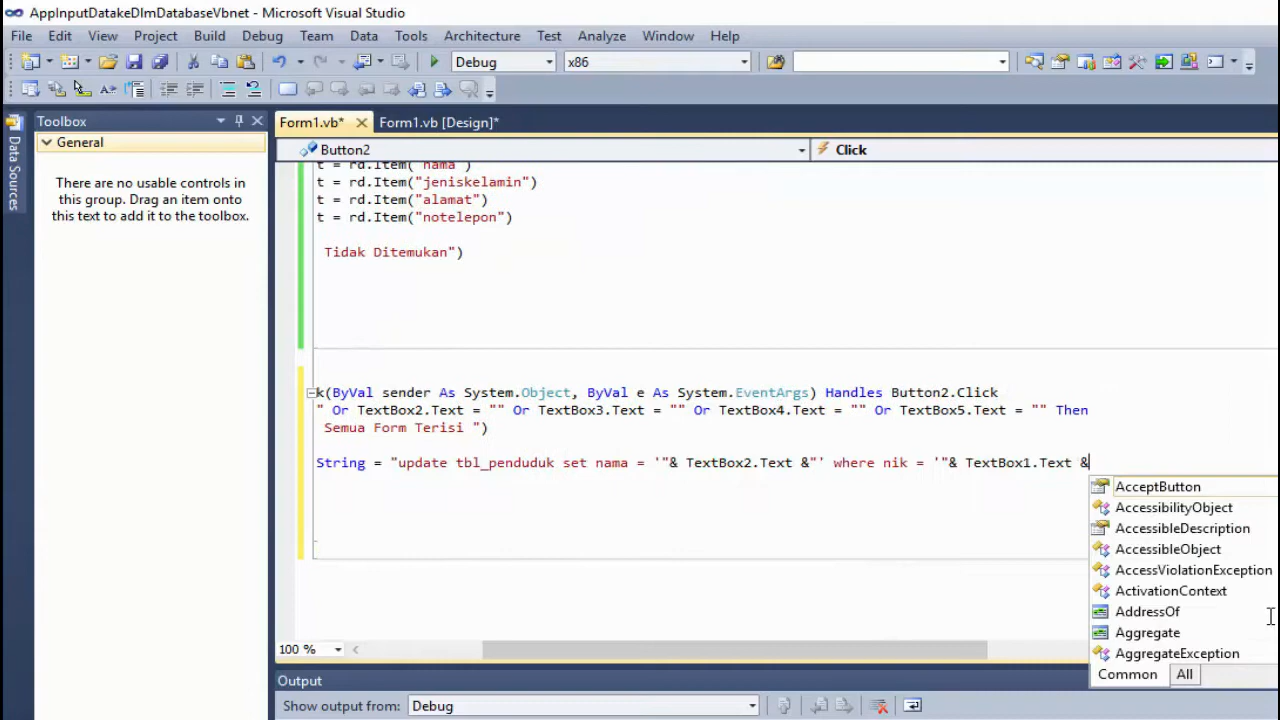 AppInputDatakeDlmDatabaseVbnet - Microsoft Visual Studio
File Edit View Project Build Debug Team Data Tools Architecture Test Analyze Window Help
Debug x86
Toolbox
Form1.vb* Form1.vb [Design]*
General
Button2 Click
There are no usable controls in
this group. Drag an item onto
this text to add it to the toolbox.
Data Sources
t = rd.Item("nama")
t = rd.Item("jeniskelamin")
t = rd.Item("alamat")
t = rd.Item("notelepon")
Tidak Ditemukan")
k(ByVal sender As System.Object, ByVal e As System.EventArgs) Handles Button2.Click
" Or TextBox2.Text = "" Or TextBox3.Text = "" Or TextBox4.Text = "" Or TextBox5.Text = "" Then
Semua Form Terisi ")
String = "update tbl_penduduk set nama = '"& TextBox2.Text &"' where nik = '"& TextBox1.Text &
AcceptButton
AccessibilityObject
AccessibleDescription
AccessibleObject
AccessViolationException
ActivationContext
AddressOf
Aggregate
AggregateException
Common All
100 %
Output
Show output from: Debug